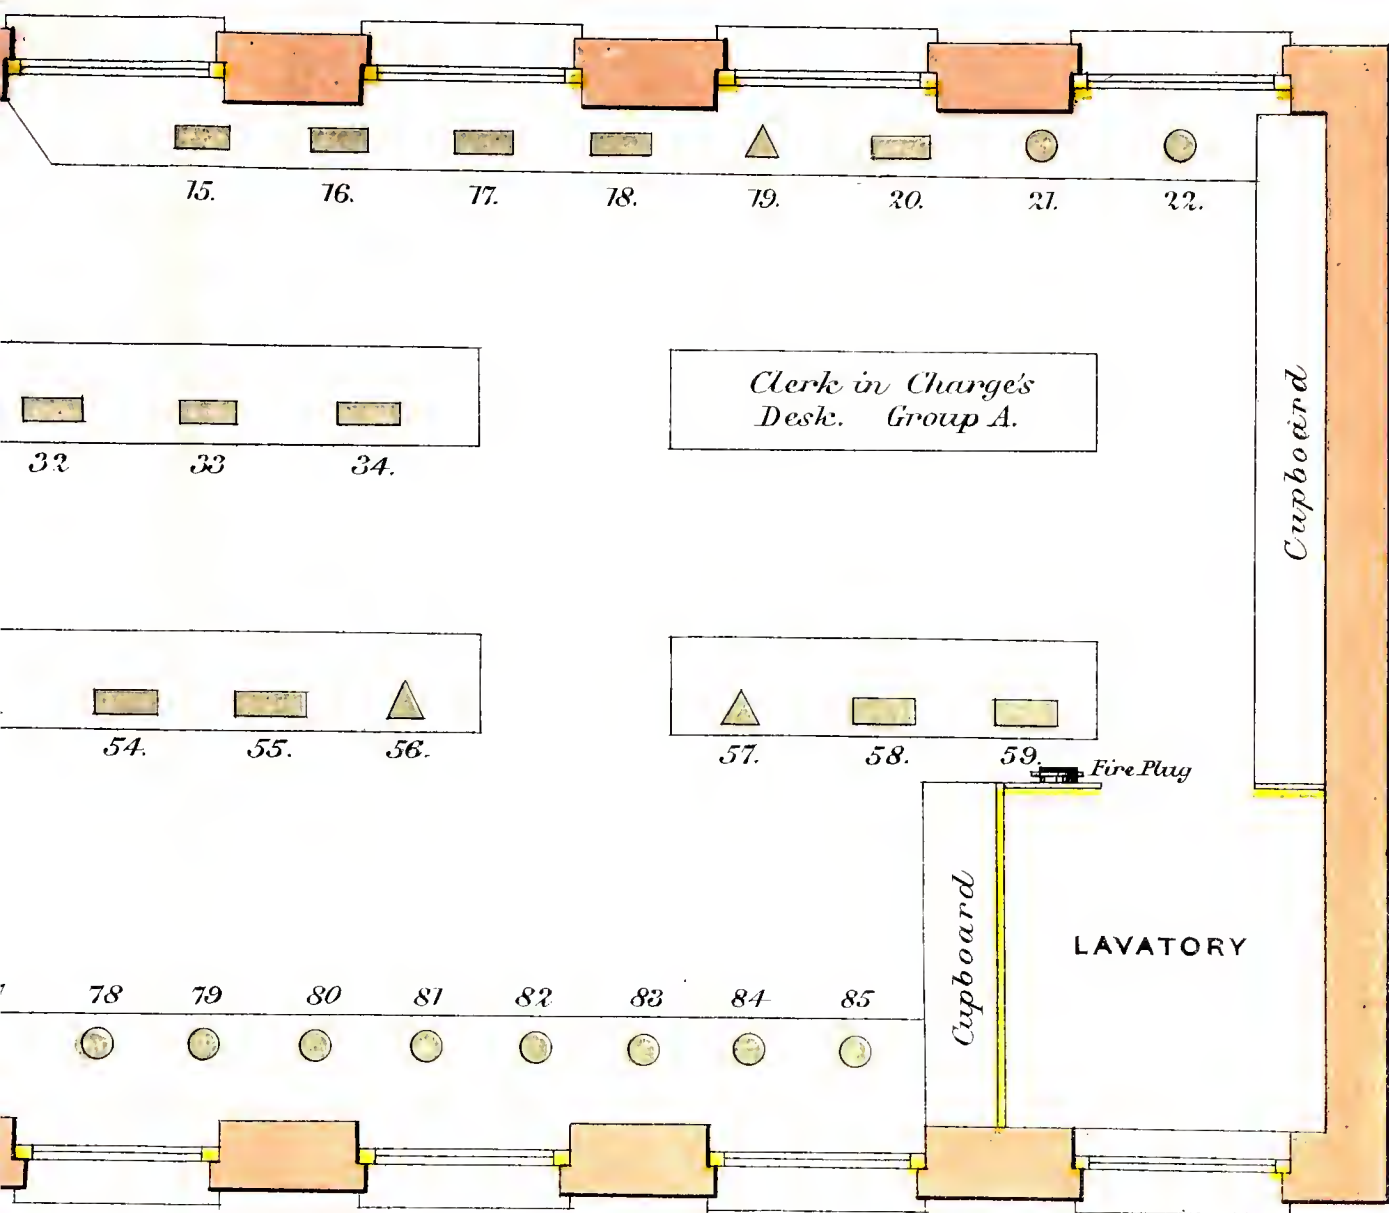 15. 16. 17. 18. 19. 20. 21. 22.
Clerk in Charge's
Desk. Group A.
Cupboard
32 33 34.
54. 55. 56. 57. 58. 59.
Fire Plug
Cupboard
LAVATORY
78 79 80 81 82 83 84 85